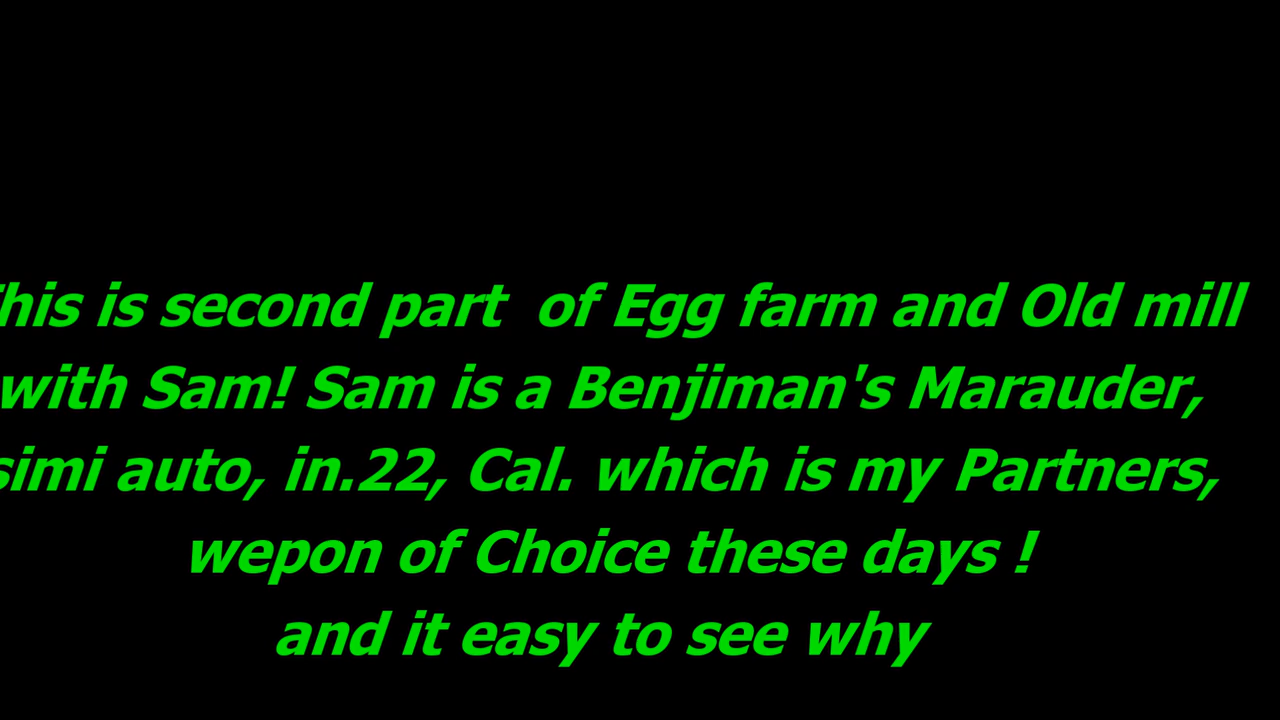 This is second part  of Egg farm and Old mill
with Sam! Sam is a Benjiman's Marauder,
simi auto, in.22, Cal. which is my Partners,
wepon of Choice these days !
and it easy to see why